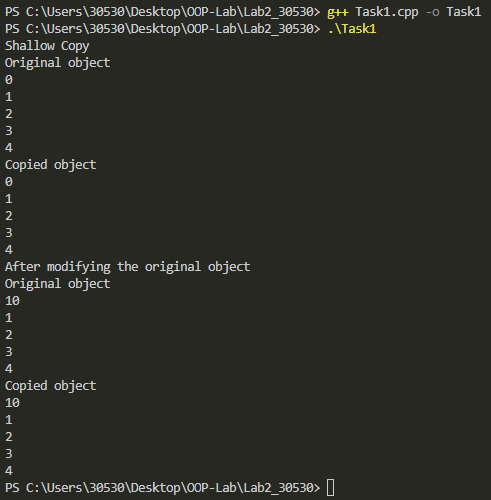 PS C:\Users\30530\Desktop\OOP-Lab\Lab2_30530> g++ Task1.cpp -o Task1
PS C:\Users\30530\Desktop\OOP-Lab\Lab2_30530> .\Task1
Shallow Copy
Original object
0
1
2
3
4
Copied object
0
1
2
3
4
After modifying the original object
Original object
10
1
2
3
4
Copied object
10
1
2
3
4
PS C:\Users\30530\Desktop\OOP-Lab\Lab2_30530>